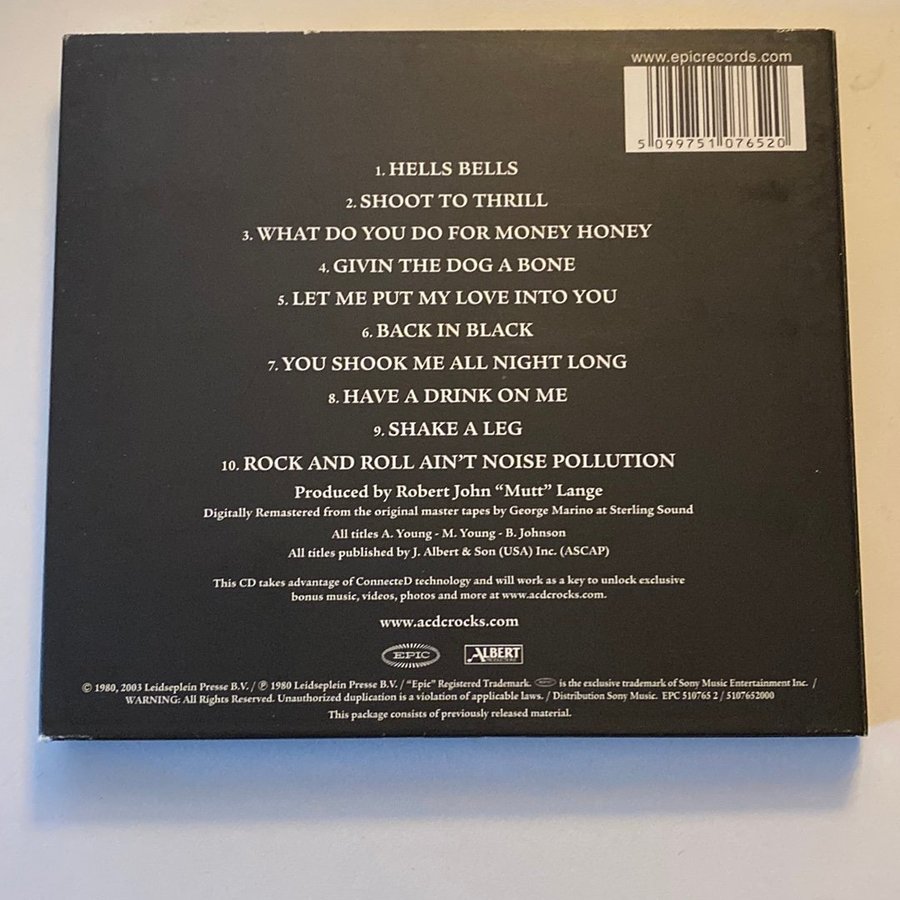 www.epicrecords.com
5 099751 076520
1. HELLS BELLS
2. SHOOT TO THRILL
3. WHAT DO YOU DO FOR MONEY HONEY
4. GIVIN THE DOG A BONE
5. LET ME PUT MY LOVE INTO YOU
6. BACK IN BLACK
7. YOU SHOOK ME ALL NIGHT LONG
8. HAVE A DRINK ON ME
9. SHAKE A LEG
10. ROCK AND ROLL AIN'T NOISE POLLUTION
Produced by Robert John “Mutt” Lange
Digitally Remastered from the original master tapes by George Marino at Sterling Sound
All titles A. Young - M. Young - B. Johnson
All titles published by J. Albert & Son (USA) Inc. (ASCAP)
This CD takes advantage of ConnecteD technology and will work as a key to unlock exclusive
bonus music, videos, photos and more at www.acdcrocks.com.
www.acdcrocks.com
EPIC ALBERT PRODUCTIONS
© 1980, 2003 Leidseplein Presse B.V. / ℗ 1980 Leidseplein Presse B.V. / “Epic” Registered Trademark. EPIC is the exclusive trademark of Sony Music Entertainment Inc. /
WARNING: All Rights Reserved. Unauthorized duplication is a violation of applicable laws. / Distribution Sony Music. EPC 510765 2 / 5107652000
This package consists of previously released material.